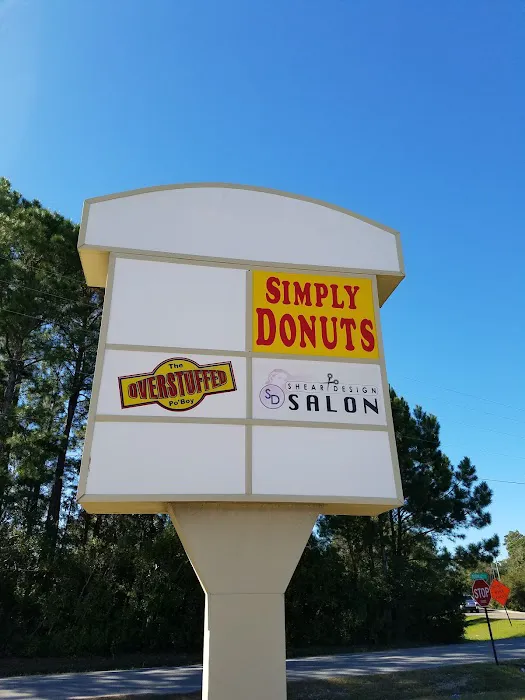 SIMPLY
DONUTS
The
OVERSTUFFED
Po'Boy
SD
SHEAR DESIGN
SALON
STOP